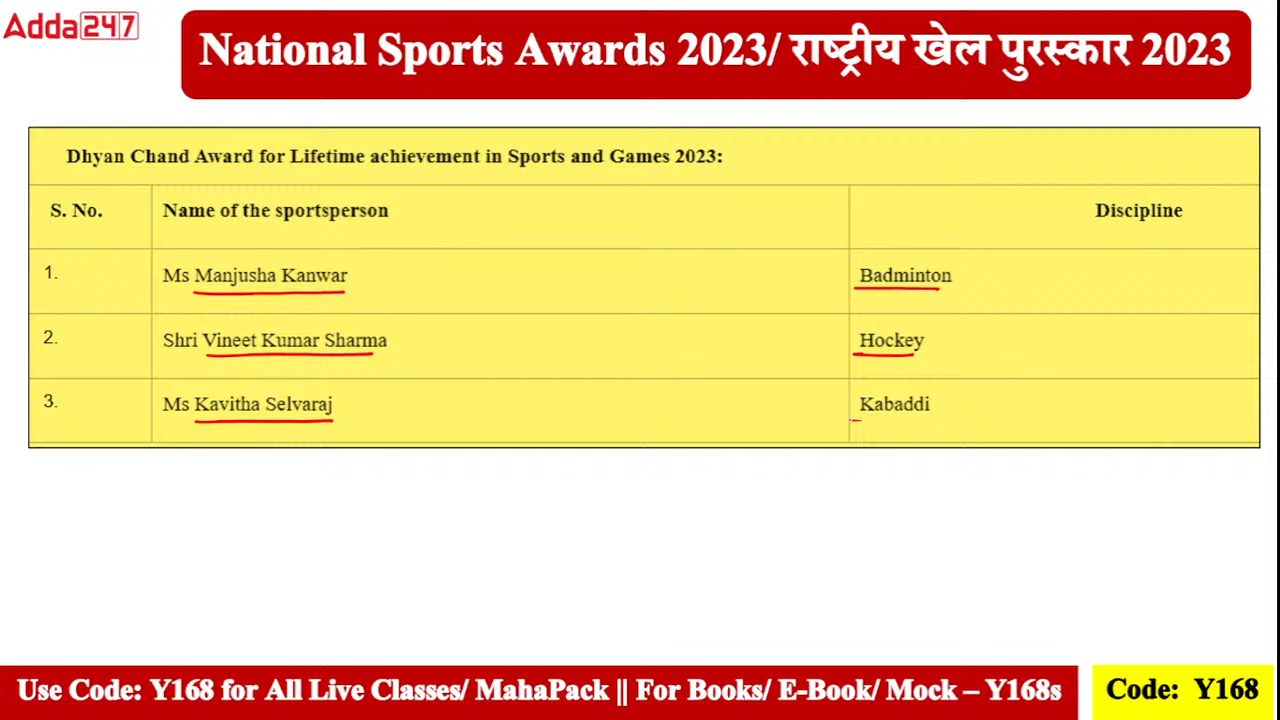 Adda247
National Sports Awards 2023/ राष्ट्रीय खेल पुरस्कार 2023
Dhyan Chand Award for Lifetime achievement in Sports and Games 2023:
S. No. Name of the sportsperson Discipline
1. Ms Manjusha Kanwar Badminton
2. Shri Vineet Kumar Sharma Hockey
3. Ms Kavitha Selvaraj Kabaddi
Use Code: Y168 for All Live Classes/ MahaPack || For Books/ E-Book/ Mock – Y168s Code: Y168